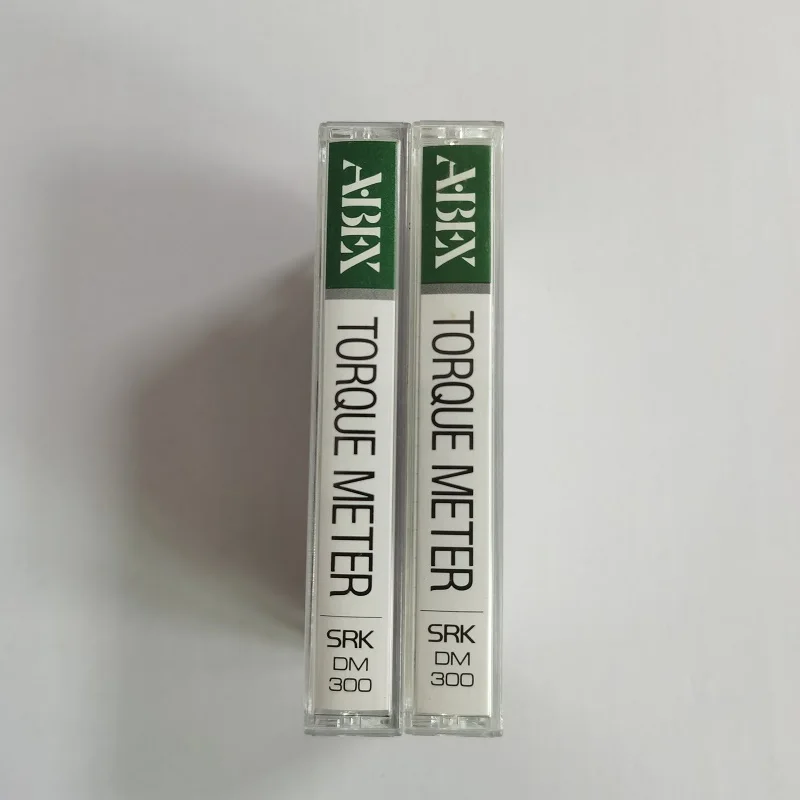 ABEX
TORQUE METER
SRK
DM
300
ABEX
TORQUE METER
SRK
DM
300